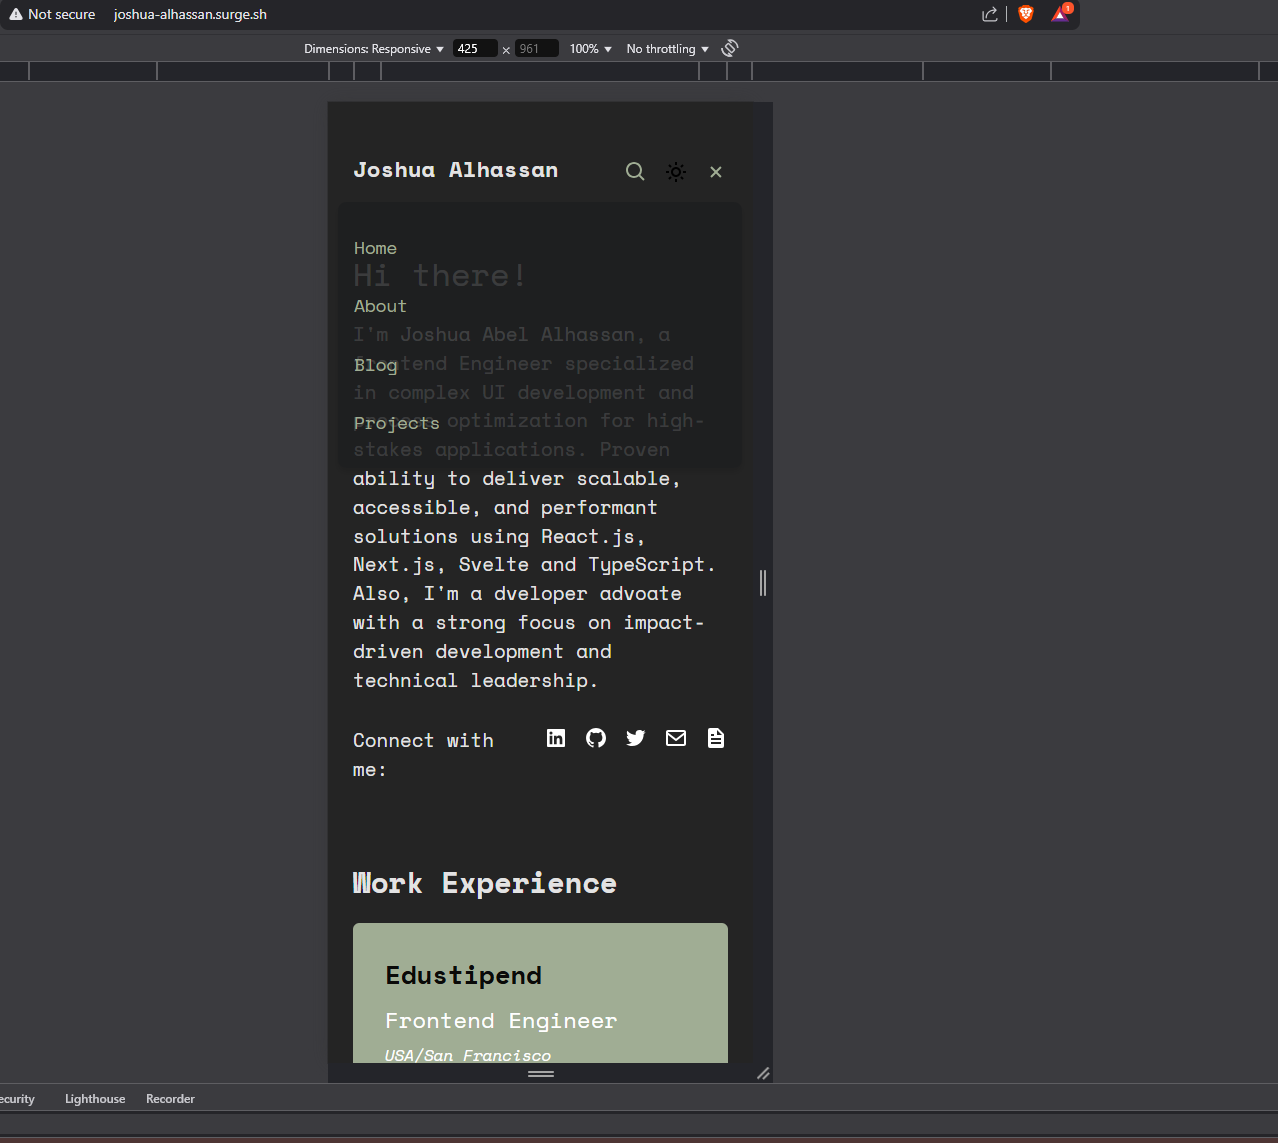 Not secure joshua-alhassan.surge.sh 1
Dimensions: Responsive 425 × 961 100% No throttling
Joshua Alhassan
Home
Hi there!
About
I'm Joshua Abel Alhassan, a
frontend Engineer specialized
Blog
in complex UI development and
process optimization for high-
Projects
stakes applications. Proven
ability to deliver scalable,
accessible, and performant
solutions using React.js,
Next.js, Svelte and TypeScript.
Also, I'm a dveloper advoate
with a strong focus on impact-
driven development and
technical leadership.
Connect with
me:
in
Work Experience
Edustipend
Frontend Engineer
USA/San Francisco
ecurity Lighthouse Recorder